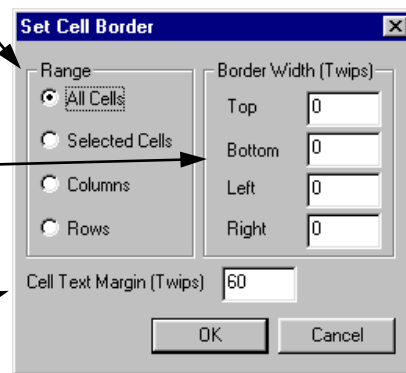 Set Cell Border
Range
All Cells
Selected Cells
Columns
Rows
Border Width (Twips)
Top 0
Bottom 0
Left 0
Right 0
Cell Text Margin (Twips) 60
OK Cancel